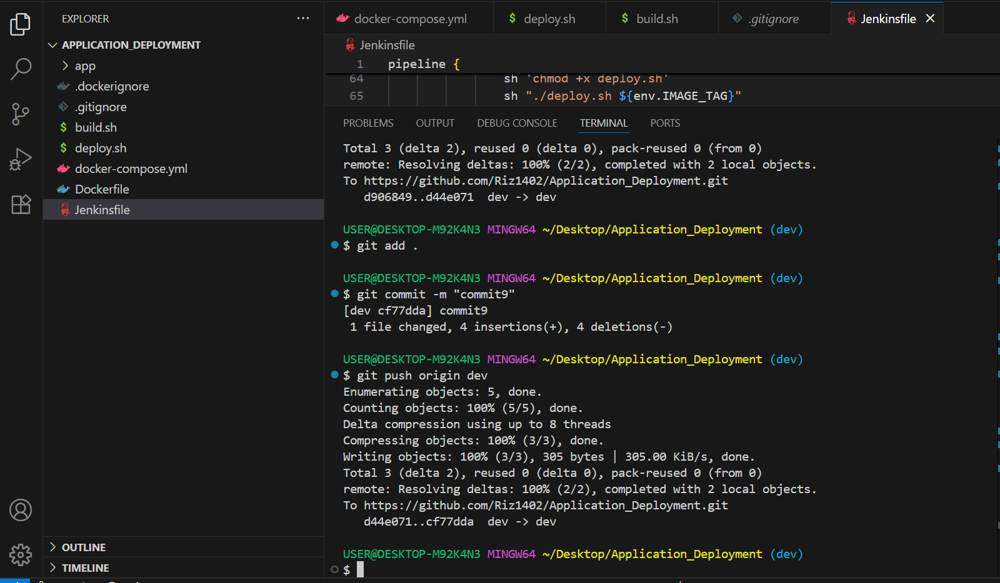 EXPLORER
APPLICATION_DEPLOYMENT
app
.dockerignore
.gitignore
build.sh
deploy.sh
docker-compose.yml
Dockerfile
Jenkinsfile
OUTLINE
TIMELINE
docker-compose.yml
deploy.sh
build.sh
.gitignore
Jenkinsfile
Jenkinsfile
1 pipeline {
64 sh 'chmod +x deploy.sh'
65 sh "./deploy.sh ${env.IMAGE_TAG}"
PROBLEMS OUTPUT DEBUG CONSOLE TERMINAL PORTS
Total 3 (delta 2), reused 0 (delta 0), pack-reused 0 (from 0)
remote: Resolving deltas: 100% (2/2), completed with 2 local objects.
To https://github.com/Riz1402/Application_Deployment.git
d906849..d44e071 dev -> dev
USER@DESKTOP-M92K4N3 MINGW64 ~/Desktop/Application_Deployment (dev)
$ git add .
USER@DESKTOP-M92K4N3 MINGW64 ~/Desktop/Application_Deployment (dev)
$ git commit -m "commit9"
[dev cf77dda] commit9
1 file changed, 4 insertions(+), 4 deletions(-)
USER@DESKTOP-M92K4N3 MINGW64 ~/Desktop/Application_Deployment (dev)
$ git push origin dev
Enumerating objects: 5, done.
Counting objects: 100% (5/5), done.
Delta compression using up to 8 threads
Compressing objects: 100% (3/3), done.
Writing objects: 100% (3/3), 305 bytes | 305.00 KiB/s, done.
Total 3 (delta 2), reused 0 (delta 0), pack-reused 0 (from 0)
remote: Resolving deltas: 100% (2/2), completed with 2 local objects.
To https://github.com/Riz1402/Application_Deployment.git
d44e071..cf77dda dev -> dev
USER@DESKTOP-M92K4N3 MINGW64 ~/Desktop/Application_Deployment (dev)
$